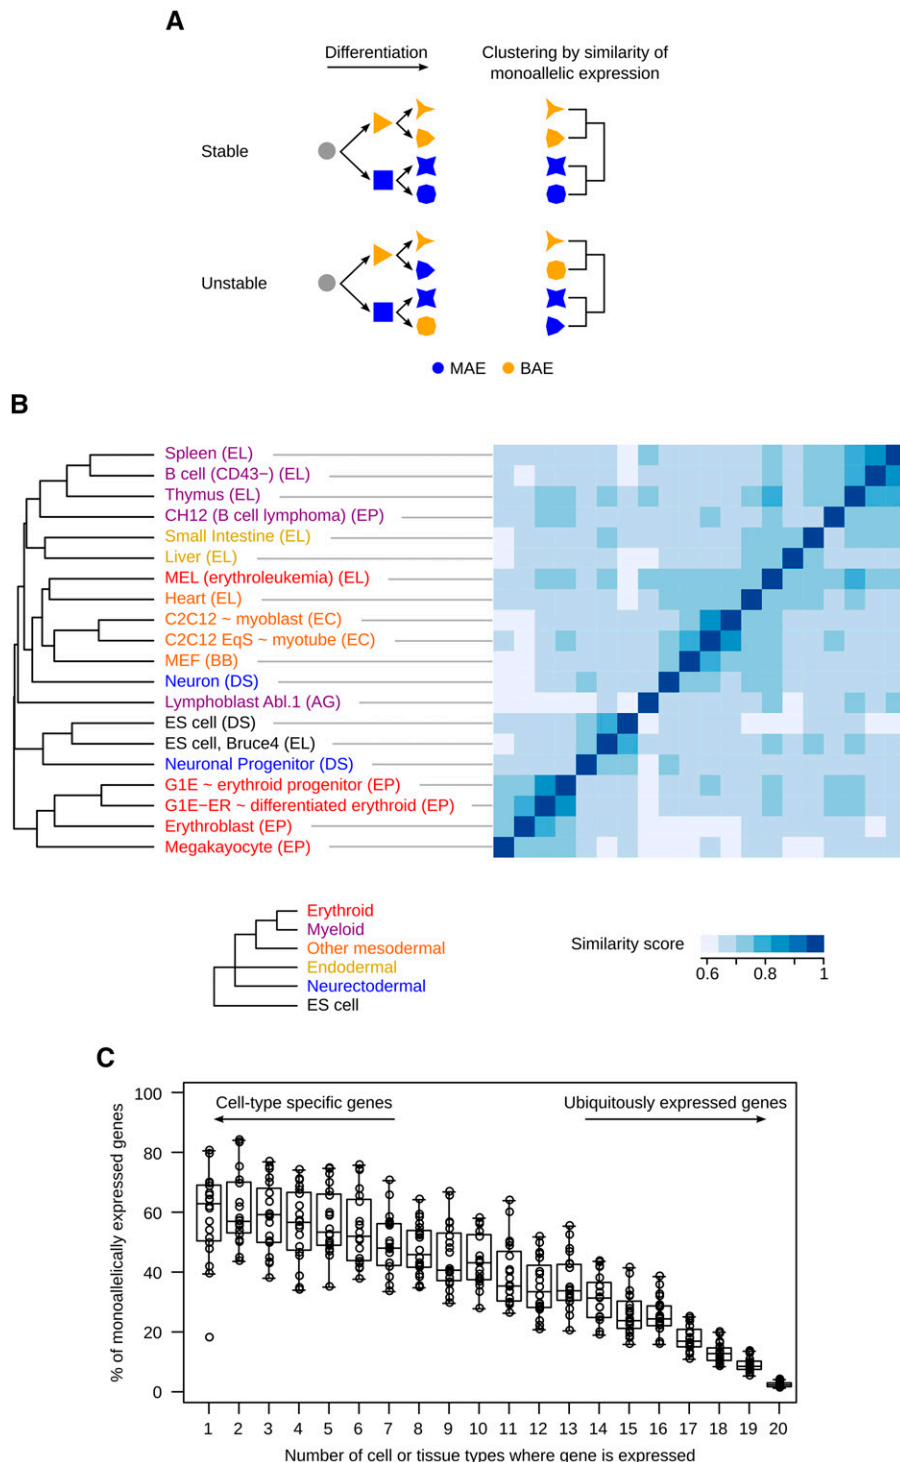 A
Differentiation
Clustering by similarity of
monoallelic expression
Stable
Unstable
MAE
BAE
B
Spleen (EL)
B cell (CD43−) (EL)
Thymus (EL)
CH12 (B cell lymphoma) (EP)
Small Intestine (EL)
Liver (EL)
MEL (erythroleukemia) (EL)
Heart (EL)
C2C12 ~ myoblast (EC)
C2C12 EqS ~ myotube (EC)
MEF (BB)
Neuron (DS)
Lymphoblast Abl.1 (AG)
ES cell (DS)
ES cell, Bruce4 (EL)
Neuronal Progenitor (DS)
G1E ~ erythroid progenitor (EP)
G1E−ER ~ differentiated erythroid (EP)
Erythroblast (EP)
Megakayocyte (EP)
Erythroid
Myeloid
Other mesodermal
Endodermal
Neurectodermal
ES cell
Similarity score
0.6 0.8 1
C
% of monoallelically expressed genes
100
80
60
40
20
0
Cell-type specific genes
Ubiquitously expressed genes
1 2 3 4 5 6 7 8 9 10 11 12 13 14 15 16 17 18 19 20
Number of cell or tissue types where gene is expressed